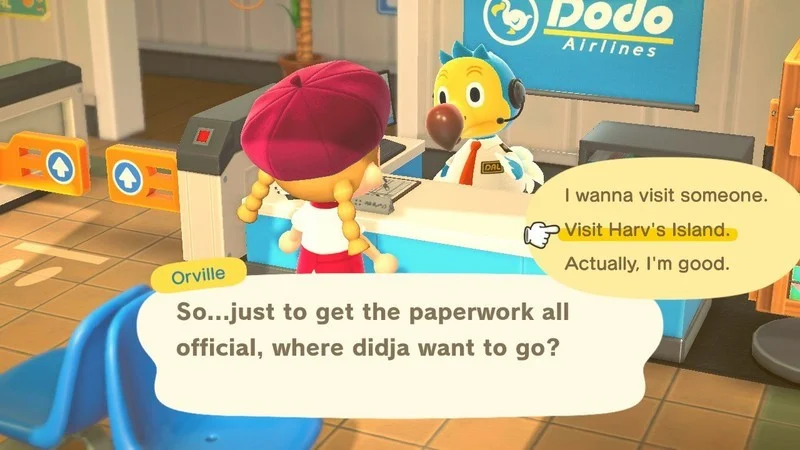 Dodo
Airlines
DAL
I wanna visit someone.
Visit Harv's Island.
Actually, I'm good.
Orville
So...just to get the paperwork all
official, where didja want to go?